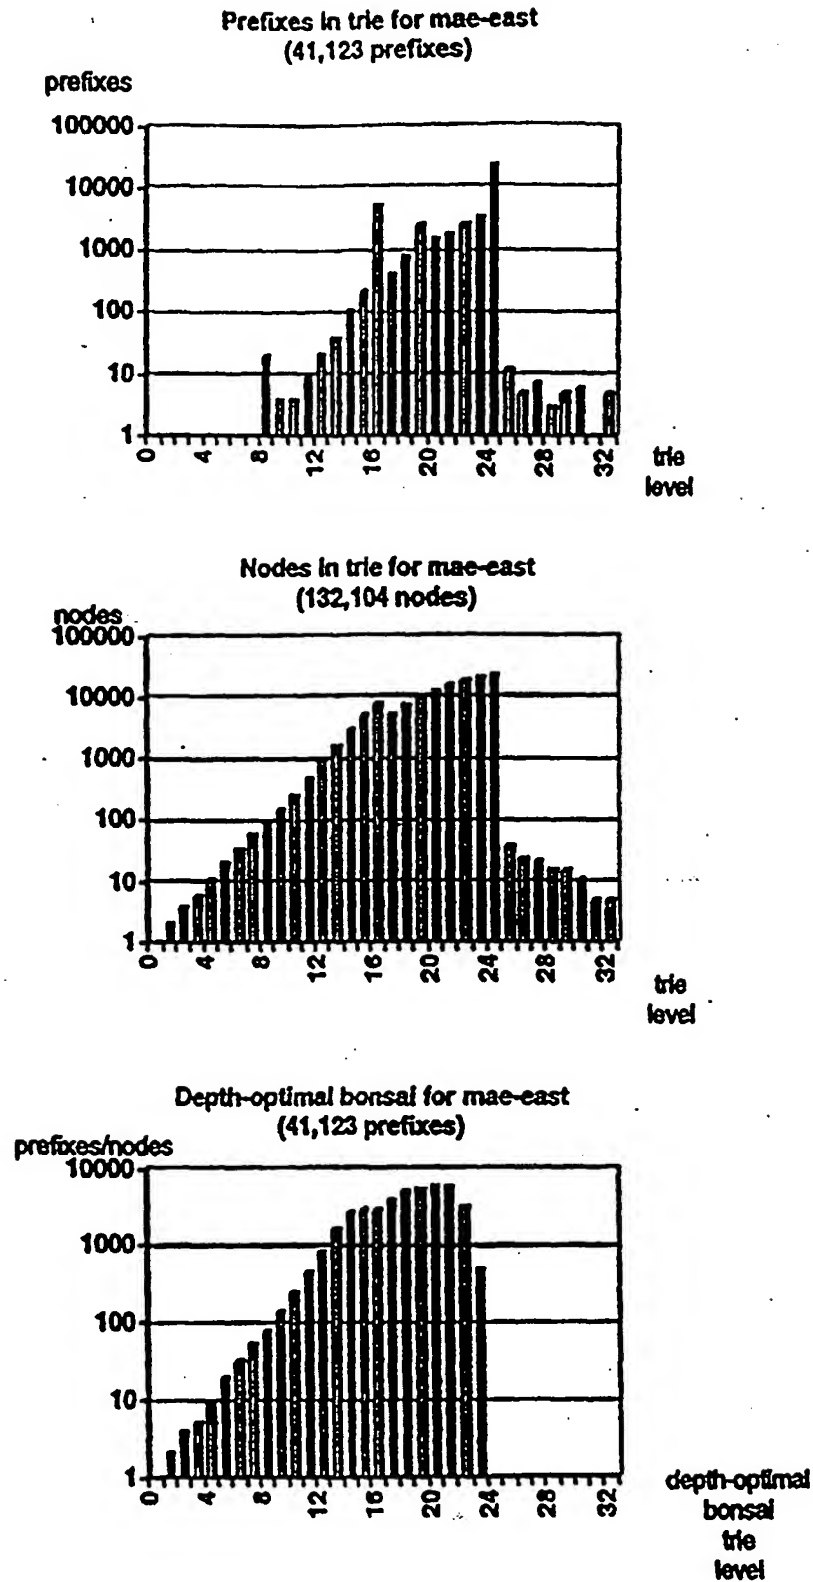 Prefixes in trie for mae-east
(41,123 prefixes)
prefixes
100000
10000
1000
100
10
1
0 4 8 12 16 20 24 28 32
trie
level
Nodes in trie for mae-east
(132,104 nodes)
nodes
100000
10000
1000
100
10
1
0 4 8 12 16 20 24 28 32
trie
level
Depth-optimal bonsai for mae-east
(41,123 prefixes)
prefixes/nodes
10000
1000
100
10
1
0 4 8 12 16 20 24 28 32
depth-optimal
bonsai
trie
level